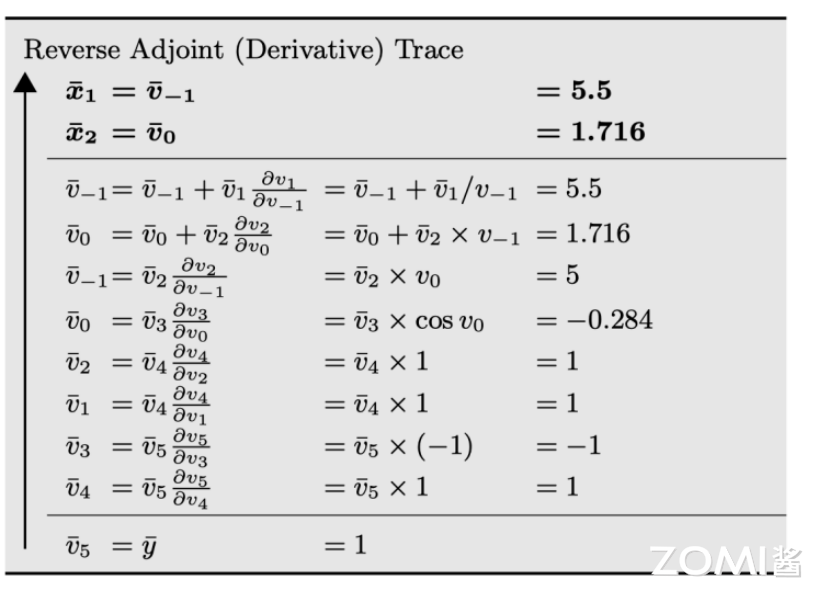 Reverse Adjoint (Derivative) Trace
x̄₁ = v̄₋₁ = 5.5
x̄₂ = v̄₀ = 1.716
v̄₋₁ = v̄₋₁ + v̄₁ ∂v₁/∂v₋₁ = v̄₋₁ + v̄₁/v₋₁ = 5.5
v̄₀ = v̄₀ + v̄₂ ∂v₂/∂v₀ = v̄₀ + v̄₂ × v₋₁ = 1.716
v̄₋₁ = v̄₂ ∂v₂/∂v₋₁ = v̄₂ × v₀ = 5
v̄₀ = v̄₃ ∂v₃/∂v₀ = v̄₃ × cos v₀ = −0.284
v̄₂ = v̄₄ ∂v₄/∂v₂ = v̄₄ × 1 = 1
v̄₁ = v̄₄ ∂v₄/∂v₁ = v̄₄ × 1 = 1
v̄₃ = v̄₅ ∂v₅/∂v₃ = v̄₅ × (−1) = −1
v̄₄ = v̄₅ ∂v₅/∂v₄ = v̄₅ × 1 = 1
v̄₅ = ȳ = 1
ZOMI酱